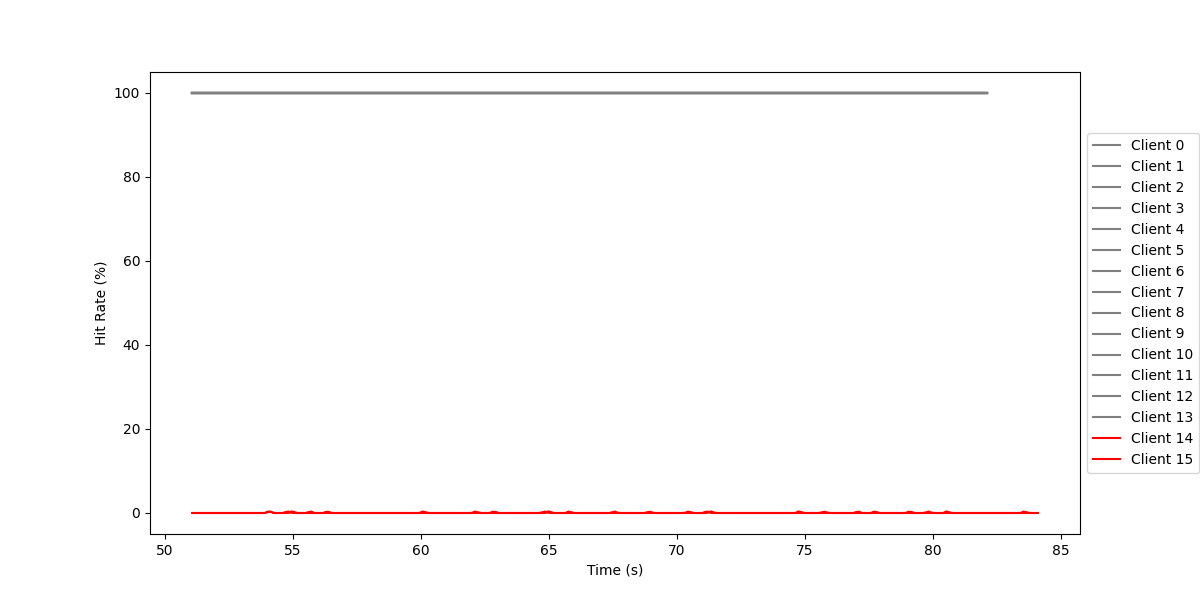 100
80
60
40
20
0
Hit Rate (%)
50 55 60 65 70 75 80 85
Time (s)
Client 0
Client 1
Client 2
Client 3
Client 4
Client 5
Client 6
Client 7
Client 8
Client 9
Client 10
Client 11
Client 12
Client 13
Client 14
Client 15